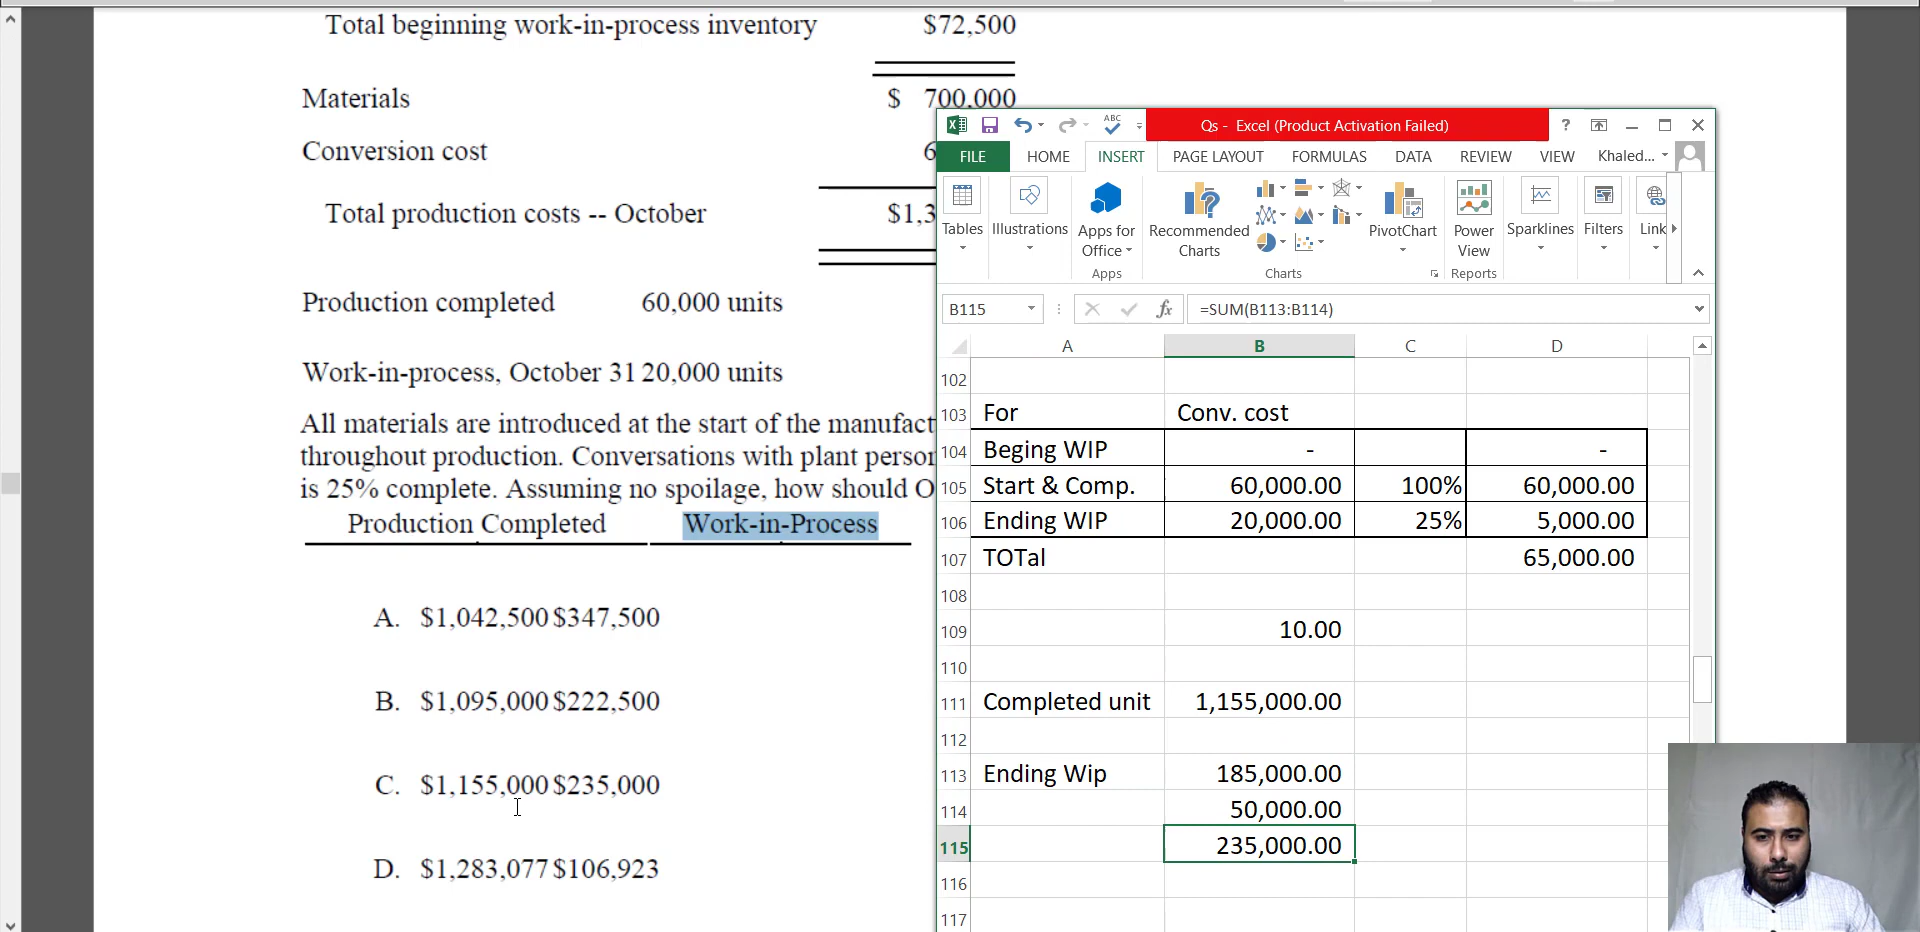 Total beginning work-in-process inventory $72,500
Materials $ 700,000
Conversion cost 6
Total production costs -- October $1,3
Production completed 60,000 units
Work-in-process, October 31 20,000 units
All materials are introduced at the start of the manufact
throughout production. Conversations with plant person
is 25% complete. Assuming no spoilage, how should O
Production Completed Work-in-Process
A. $1,042,500 $347,500
B. $1,095,000 $222,500
C. $1,155,000 $235,000
D. $1,283,077 $106,923
ABC
Qs - Excel (Product Activation Failed)
?
FILE HOME INSERT PAGE LAYOUT FORMULAS DATA REVIEW VIEW Khaled...
Tables Illustrations Apps for Office Recommended Charts PivotChart Power View Sparklines Filters Link
Apps Charts Reports
B115 fx =SUM(B113:B114)
A B C D
102
103 For Conv. cost
104 Beging WIP - -
105 Start & Comp. 60,000.00 100% 60,000.00
106 Ending WIP 20,000.00 25% 5,000.00
107 TOTal 65,000.00
108
109 10.00
110
111 Completed unit 1,155,000.00
112
113 Ending Wip 185,000.00
114 50,000.00
115 235,000.00
116
117